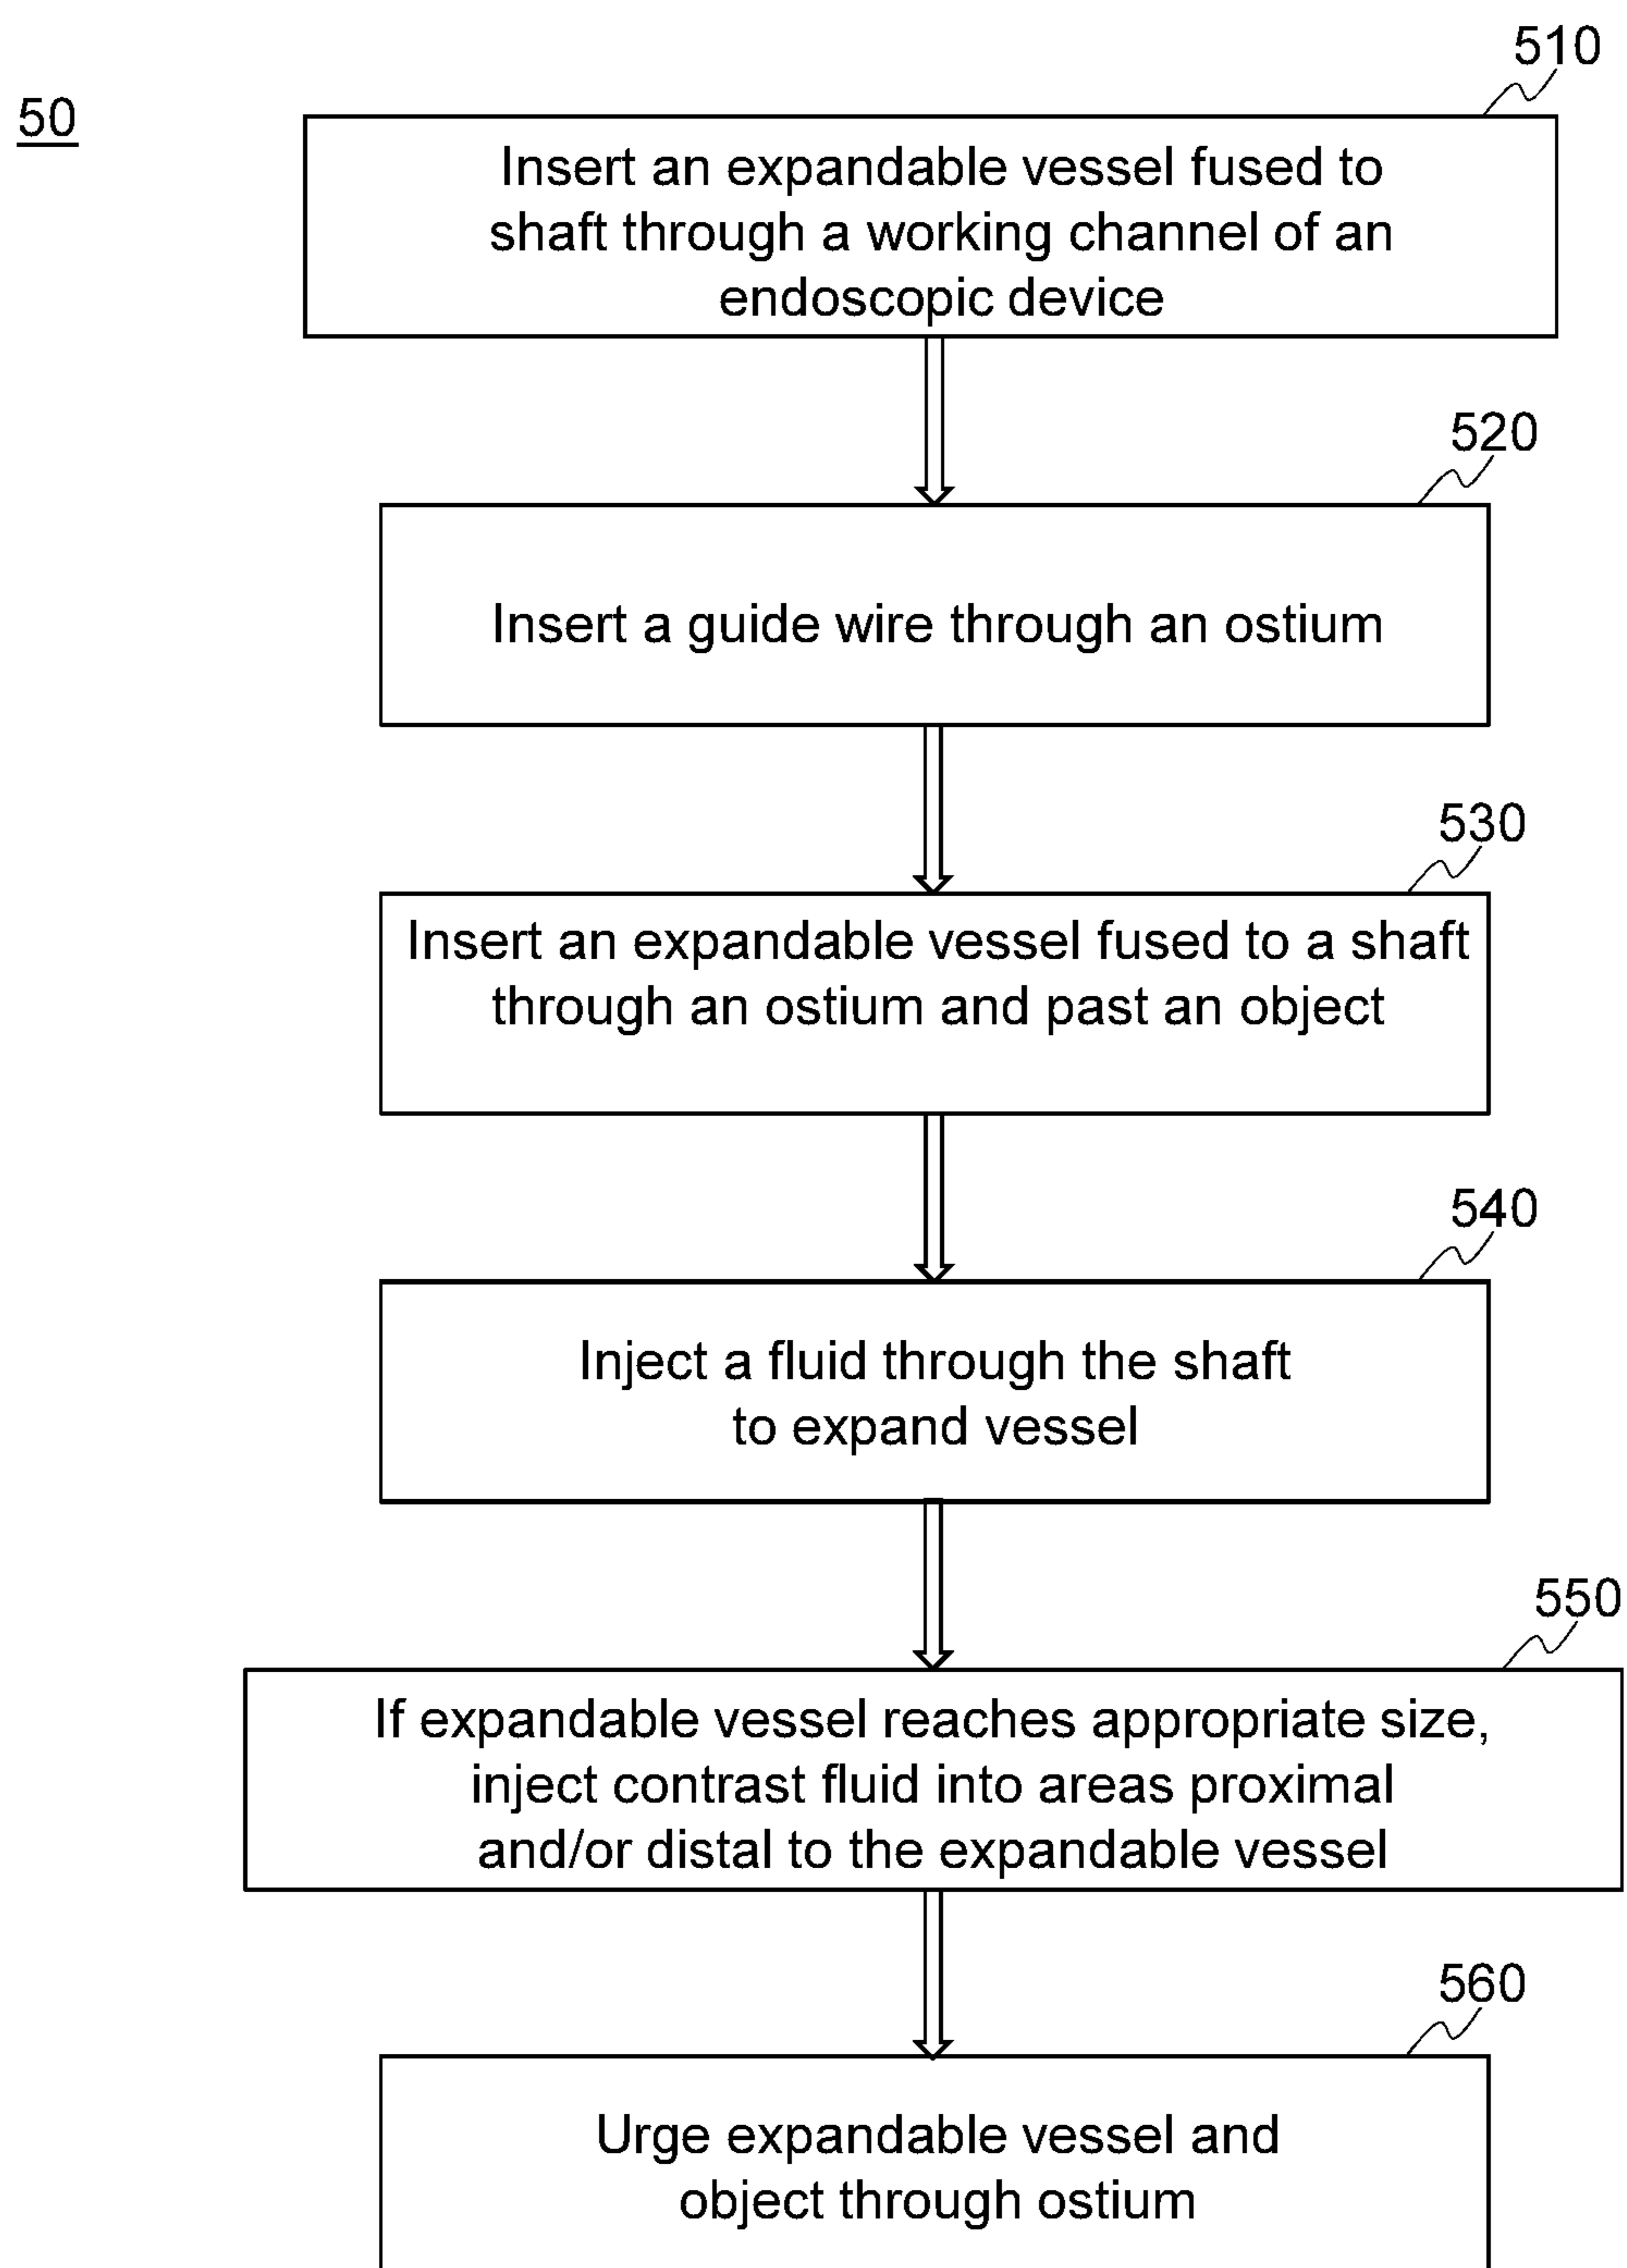 510
50
Insert an expandable vessel fused to
shaft through a working channel of an
endoscopic device
520
Insert a guide wire through an ostium
530
Insert an expandable vessel fused to a shaft
through an ostium and past an object
540
Inject a fluid through the shaft
to expand vessel
550
If expandable vessel reaches appropriate size,
inject contrast fluid into areas proximal
and/or distal to the expandable vessel
560
Urge expandable vessel and
object through ostium